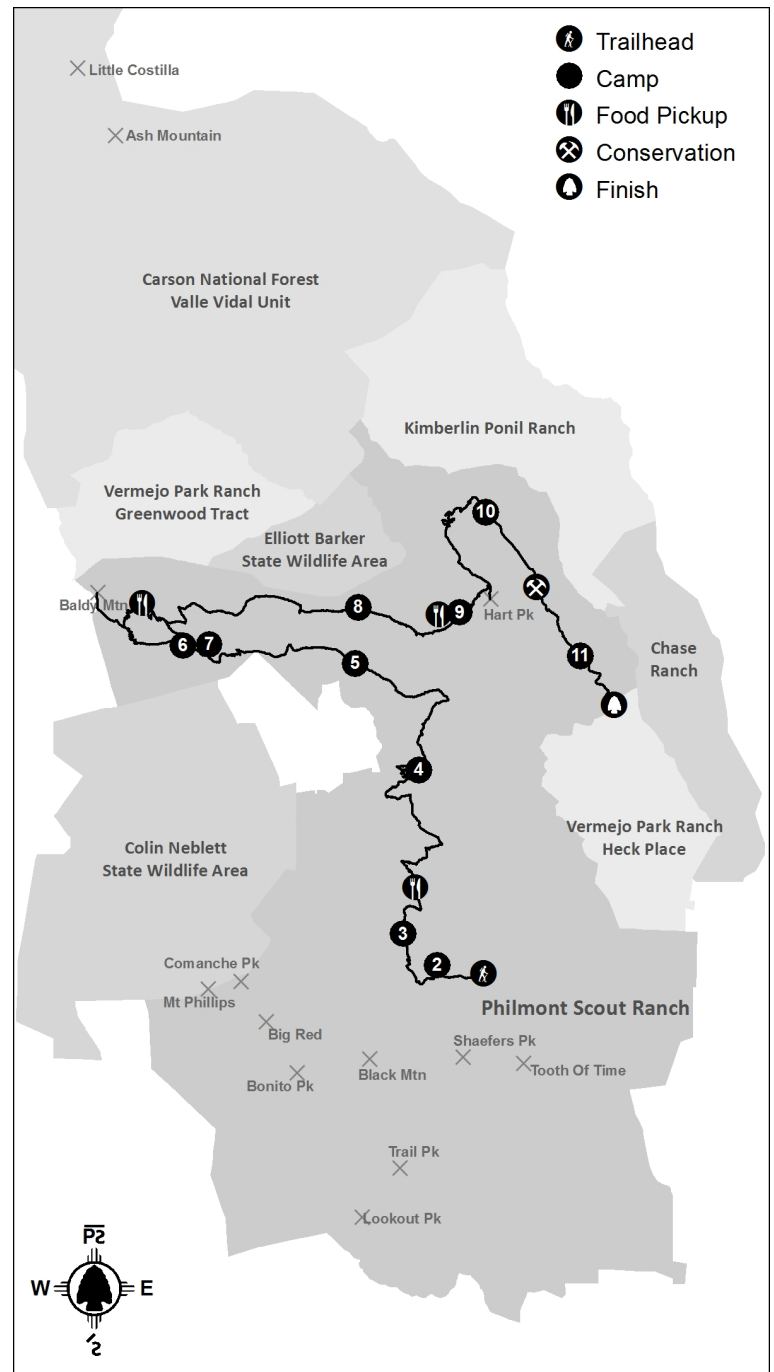 Trailhead
Camp
Food Pickup
Conservation
Finish
Little Costilla
Ash Mountain
Carson National Forest
Valle Vidal Unit
Kimberlin Ponil Ranch
Vermejo Park Ranch
Greenwood Tract
Elliott Barker
State Wildlife Area
10
Baldy Mtn
8
9
Hart Pk
6
7
5
11
Chase
Ranch
4
Vermejo Park Ranch
Heck Place
Colin Neblett
State Wildlife Area
3
2
Comanche Pk
Mt Phillips
Philmont Scout Ranch
Big Red
Shaefers Pk
Black Mtn
Tooth Of Time
Bonito Pk
Trail Pk
Lookout Pk
W
E